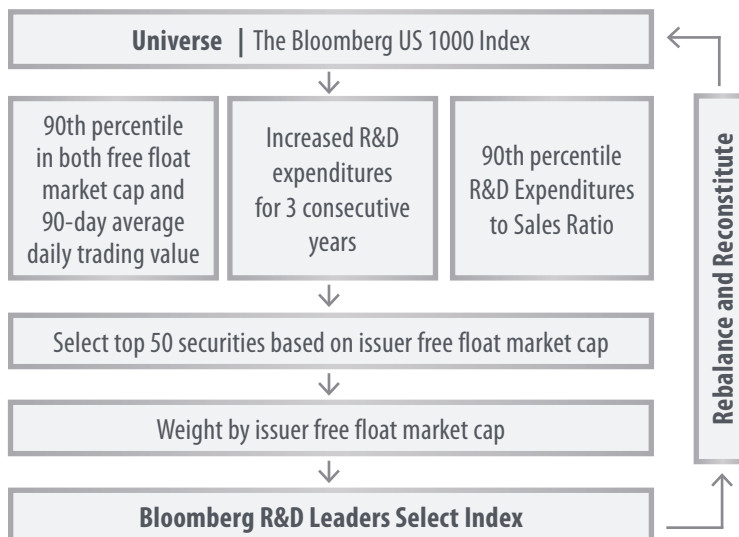 Universe | The Bloomberg US 1000 Index
90th percentile
in both free float
market cap and
90-day average
daily trading value
Increased R&D
expenditures
for 3 consecutive
years
90th percentile
R&D Expenditures
to Sales Ratio
Select top 50 securities based on issuer free float market cap
Weight by issuer free float market cap
Bloomberg R&D Leaders Select Index
Rebalance and Reconstitute